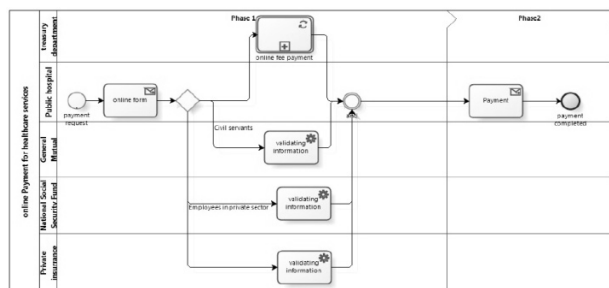 Phase 1
Phase2
online Payment for healthcare services
treasury
department
online fee payment
Public hospital
payment
request
online form
Payment
payment
completed
Civil servants
General
Mutual
validating
information
National Social
Security Fund
Employees in private sector
validating
information
Private
insurance
validating
information